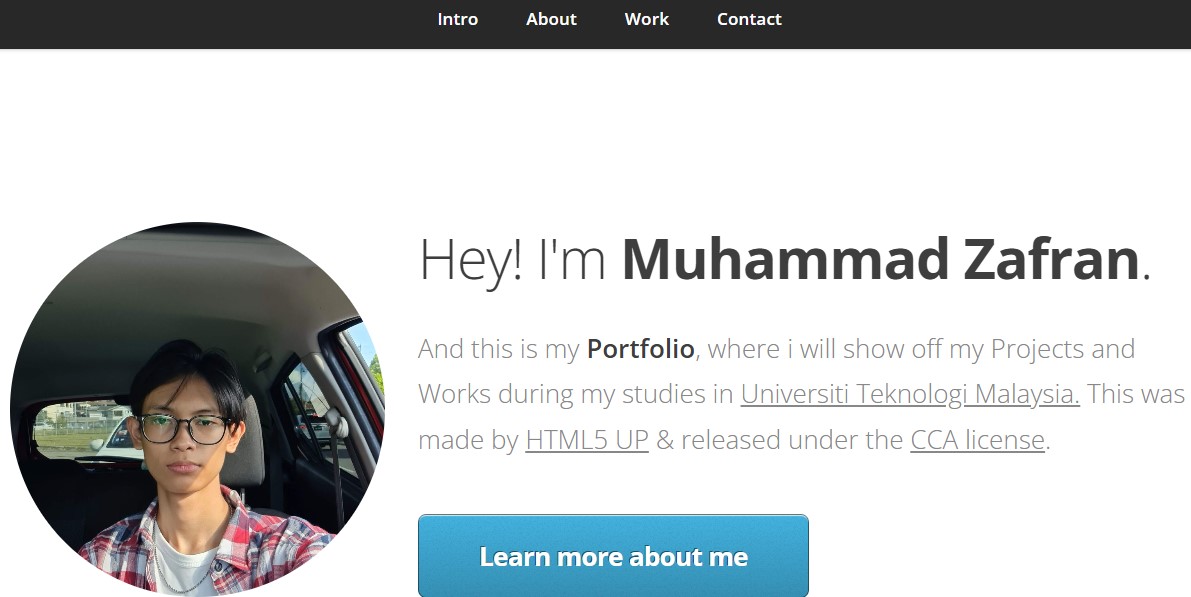 Intro About Work Contact
Hey! I'm Muhammad Zafran.
And this is my Portfolio, where i will show off my Projects and
Works during my studies in Universiti Teknologi Malaysia. This was
made by HTML5 UP & released under the CCA license.
Learn more about me